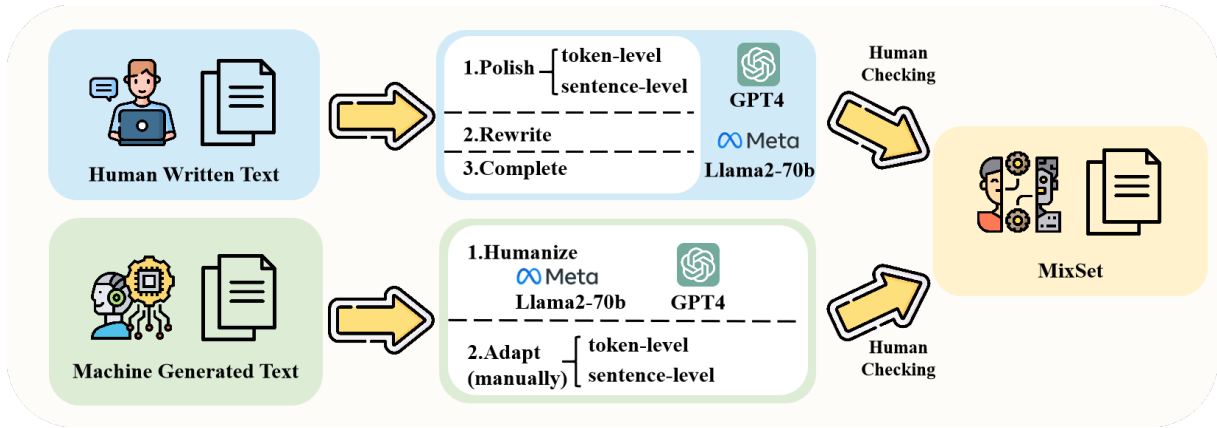 Human Written Text
1.Polish
token-level
sentence-level
2.Rewrite
3.Complete
GPT4
Meta
Llama2-70b
Human
Checking
Machine Generated Text
1.Humanize
Meta
Llama2-70b
GPT4
2.Adapt
(manually)
token-level
sentence-level
Human
Checking
MixSet